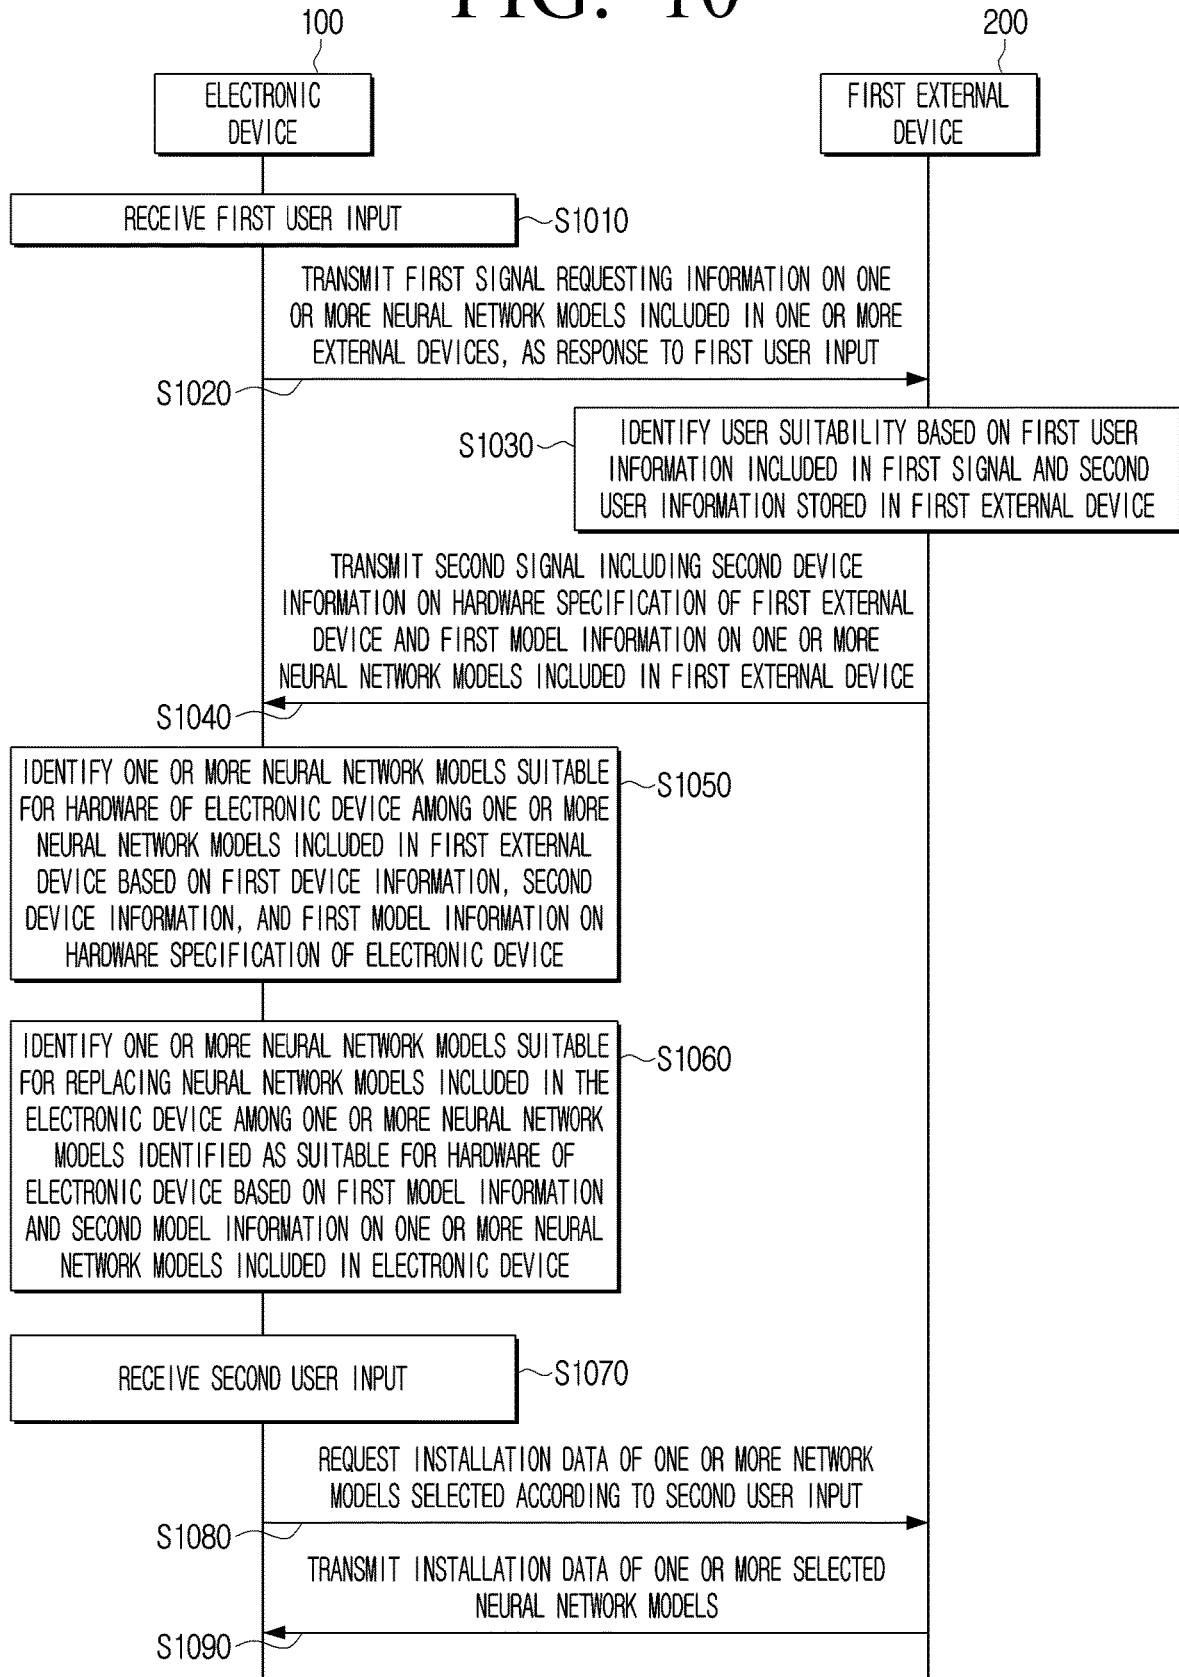 FIG. 10
100
200
ELECTRONIC
DEVICE
FIRST EXTERNAL
DEVICE
RECEIVE FIRST USER INPUT
S1010
TRANSMIT FIRST SIGNAL REQUESTING INFORMATION ON ONE
OR MORE NEURAL NETWORK MODELS INCLUDED IN ONE OR MORE
EXTERNAL DEVICES, AS RESPONSE TO FIRST USER INPUT
S1020
S1030
IDENTIFY USER SUITABILITY BASED ON FIRST USER
INFORMATION INCLUDED IN FIRST SIGNAL AND SECOND
USER INFORMATION STORED IN FIRST EXTERNAL DEVICE
TRANSMIT SECOND SIGNAL INCLUDING SECOND DEVICE
INFORMATION ON HARDWARE SPECIFICATION OF FIRST EXTERNAL
DEVICE AND FIRST MODEL INFORMATION ON ONE OR MORE
NEURAL NETWORK MODELS INCLUDED IN FIRST EXTERNAL DEVICE
S1040
IDENTIFY ONE OR MORE NEURAL NETWORK MODELS SUITABLE
FOR HARDWARE OF ELECTRONIC DEVICE AMONG ONE OR MORE
NEURAL NETWORK MODELS INCLUDED IN FIRST EXTERNAL
DEVICE BASED ON FIRST DEVICE INFORMATION, SECOND
DEVICE INFORMATION, AND FIRST MODEL INFORMATION ON
HARDWARE SPECIFICATION OF ELECTRONIC DEVICE
S1050
IDENTIFY ONE OR MORE NEURAL NETWORK MODELS SUITABLE
FOR REPLACING NEURAL NETWORK MODELS INCLUDED IN THE
ELECTRONIC DEVICE AMONG ONE OR MORE NEURAL NETWORK
MODELS IDENTIFIED AS SUITABLE FOR HARDWARE OF
ELECTRONIC DEVICE BASED ON FIRST MODEL INFORMATION
AND SECOND MODEL INFORMATION ON ONE OR MORE NEURAL
NETWORK MODELS INCLUDED IN ELECTRONIC DEVICE
S1060
RECEIVE SECOND USER INPUT
S1070
REQUEST INSTALLATION DATA OF ONE OR MORE NETWORK
MODELS SELECTED ACCORDING TO SECOND USER INPUT
S1080
TRANSMIT INSTALLATION DATA OF ONE OR MORE SELECTED
NEURAL NETWORK MODELS
S1090